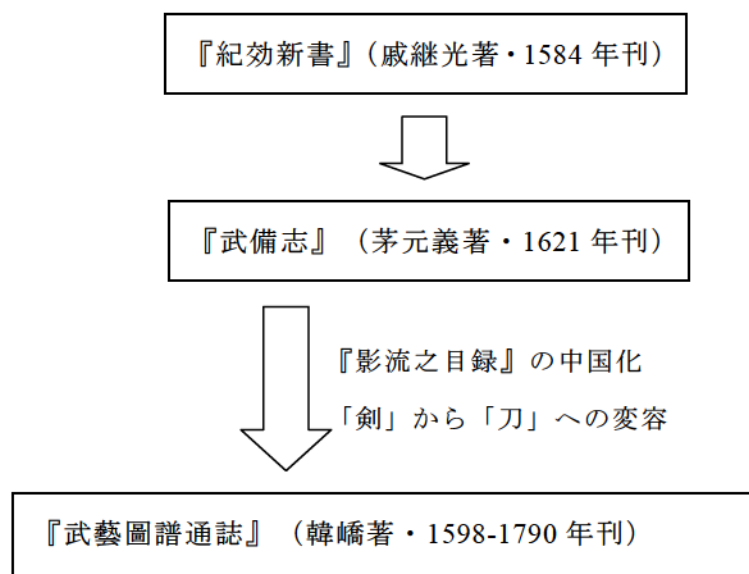 『紀効新書』（戚継光著・1584 年刊）
『武備志』（茅元義著・1621 年刊）
『影流之目録』の中国化
「剣」から「刀」への変容
『武藝圖譜通誌』（韓嶠著・1598-1790 年刊）